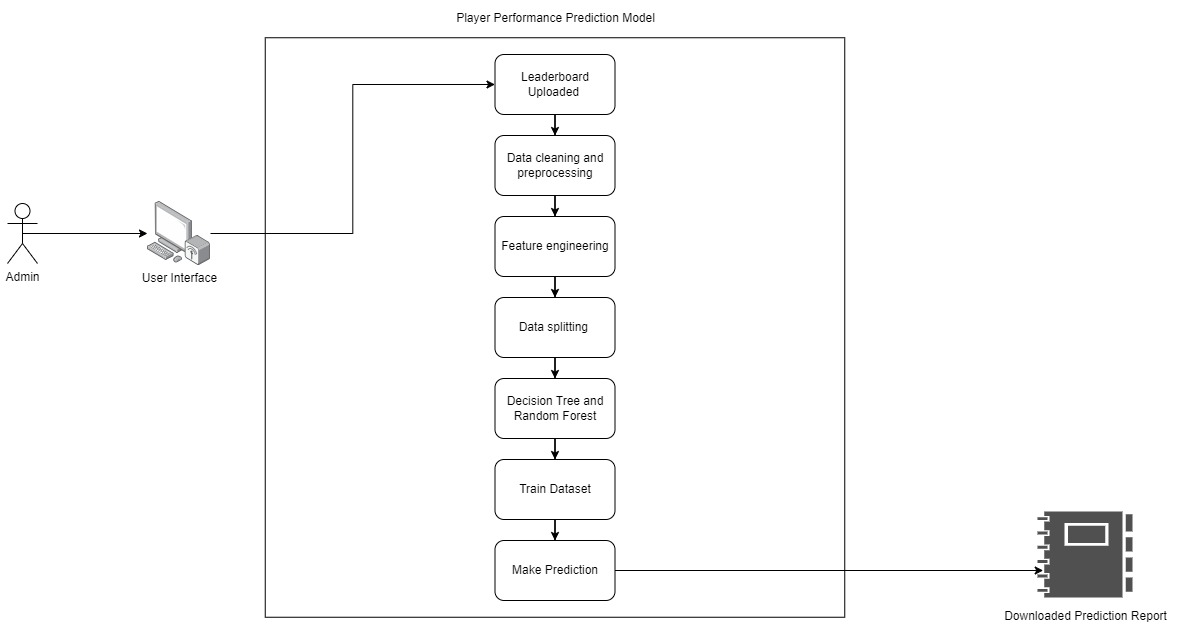 Player Performance Prediction Model
Leaderboard
Uploaded
Data cleaning and
preprocessing
Admin
User Interface
Feature engineering
Data splitting
Decision Tree and
Random Forest
Train Dataset
Make Prediction
Downloaded Prediction Report